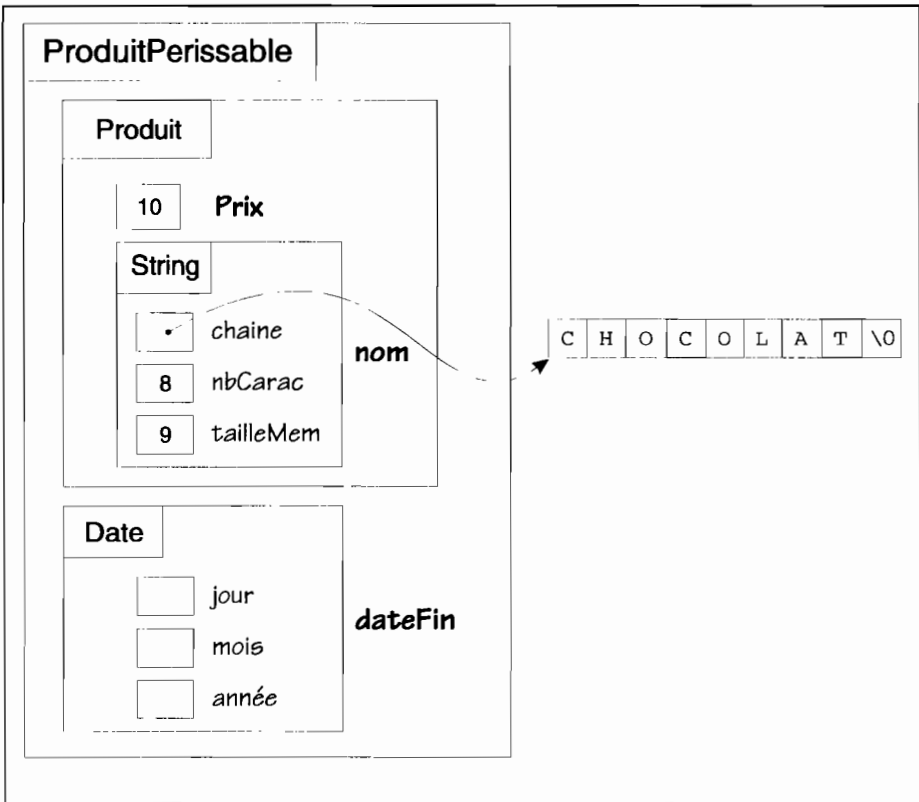 ProduitPerissable
Produit
10 Prix
String
chaine
C H O C O L A T \0
nom
8 nbCarac
9 tailleMem
Date
jour
dateFin
mois
année